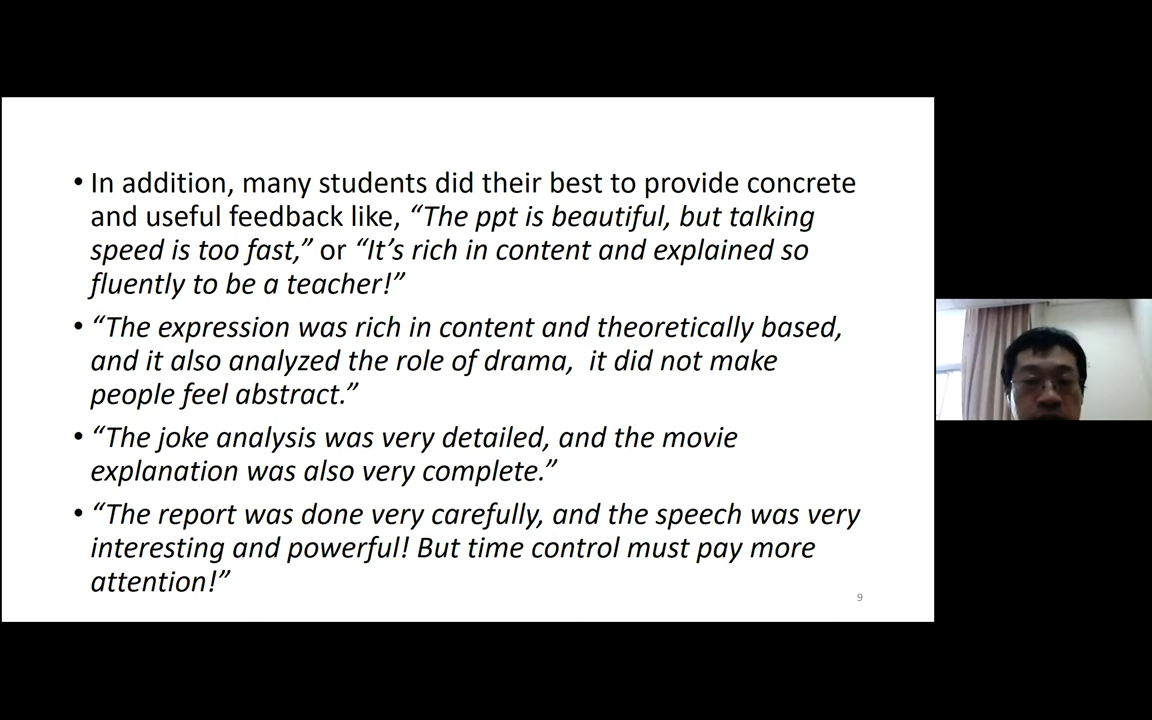 • In addition, many students did their best to provide concrete
and useful feedback like, “The ppt is beautiful, but talking
speed is too fast,” or “It’s rich in content and explained so
fluently to be a teacher!”
• “The expression was rich in content and theoretically based,
and it also analyzed the role of drama,  it did not make
people feel abstract.”
• “The joke analysis was very detailed, and the movie
explanation was also very complete.”
• “The report was done very carefully, and the speech was very
interesting and powerful! But time control must pay more
attention!”
9